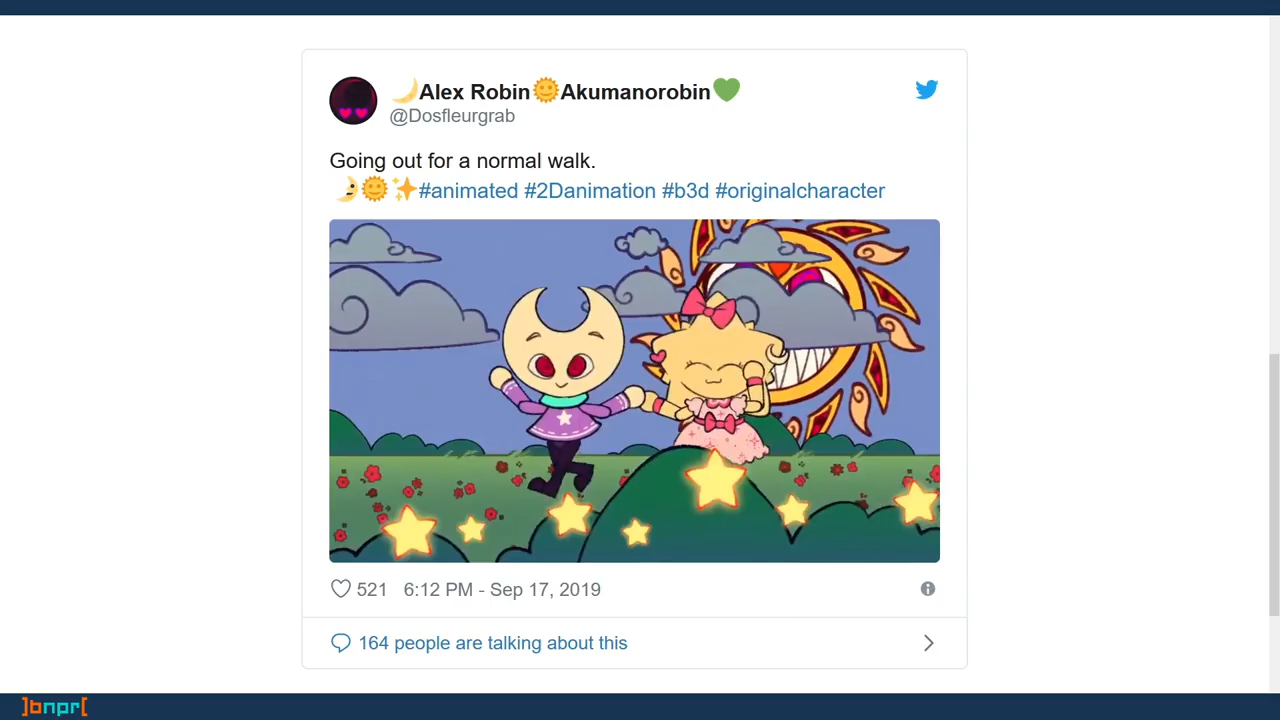 🌙Alex Robin🌞Akumanorobin💚
@Dosfleurgrab
Going out for a normal walk.
🌛🌞✨#animated #2Danimation #b3d #originalcharacter
521 6:12 PM - Sep 17, 2019
164 people are talking about this
]bnpr[